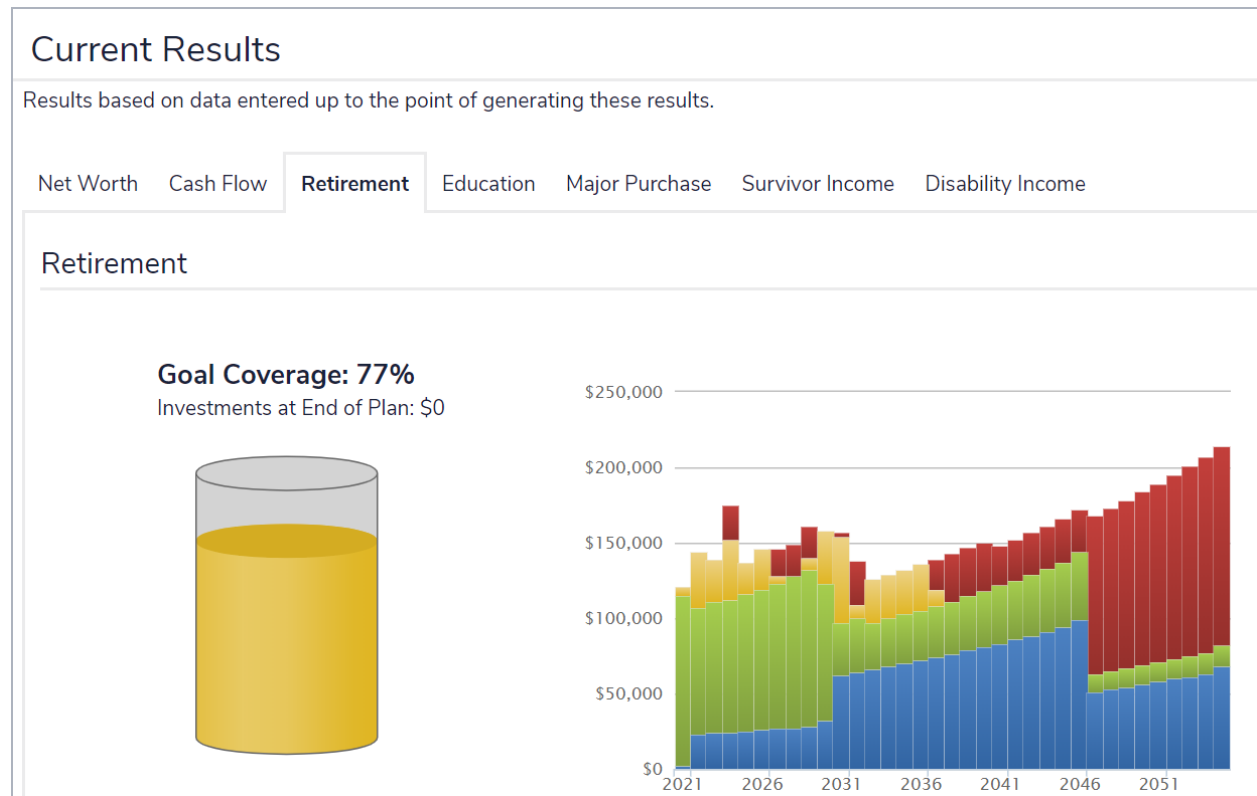 Current Results
Results based on data entered up to the point of generating these results.
Net Worth Cash Flow Retirement Education Major Purchase Survivor Income Disability Income
Retirement
Goal Coverage: 77%
Investments at End of Plan: $0
$250,000
$200,000
$150,000
$100,000
$50,000
$0
2021 2026 2031 2036 2041 2046 2051